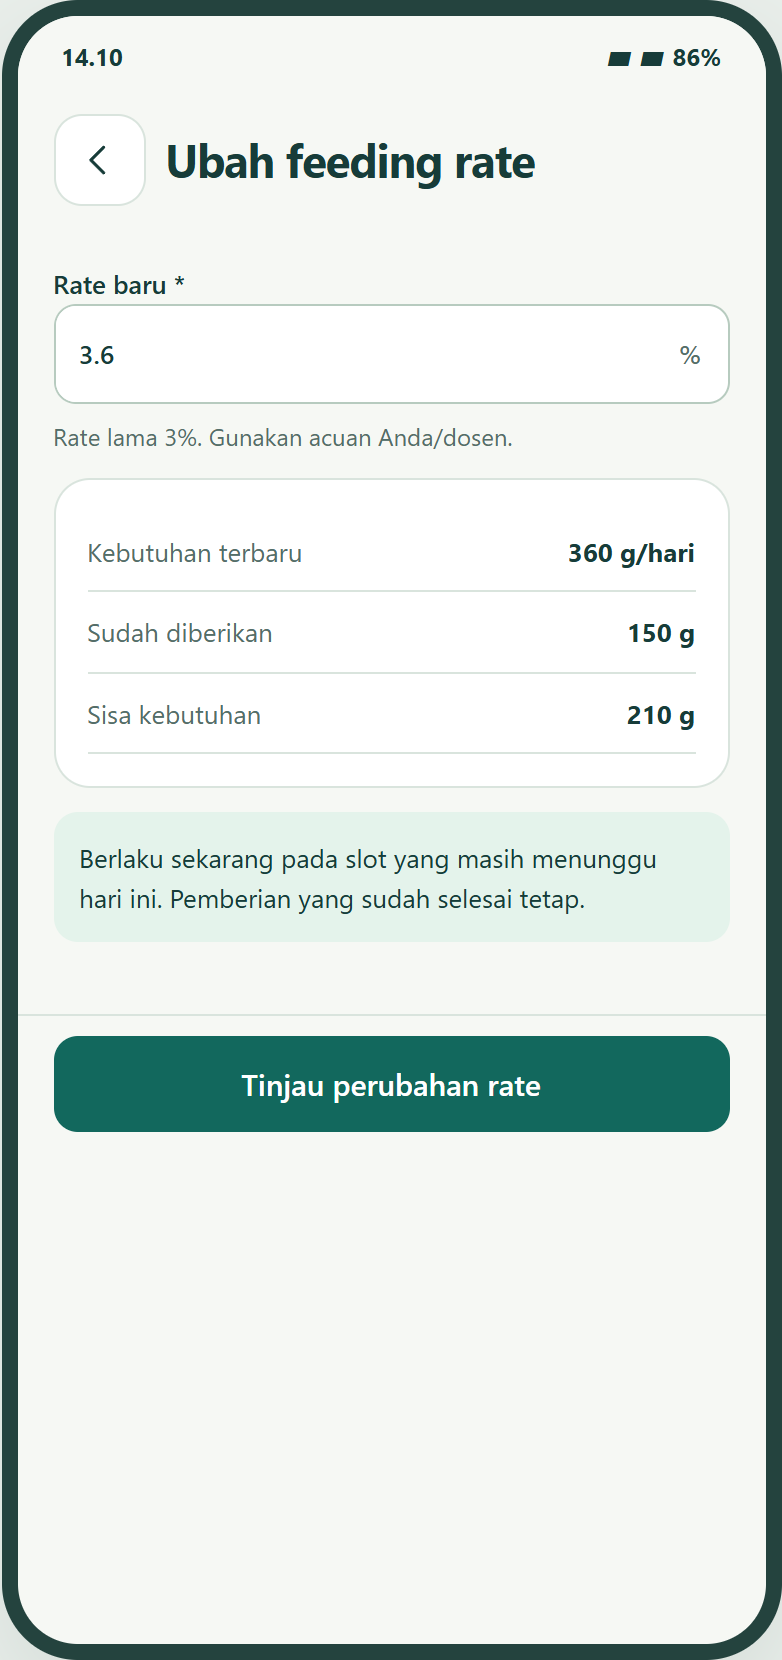 14.10
86%
Ubah feeding rate
Rate baru *
3.6 %
Rate lama 3%. Gunakan acuan Anda/dosen.
Kebutuhan terbaru 360 g/hari
Sudah diberikan 150 g
Sisa kebutuhan 210 g
Berlaku sekarang pada slot yang masih menunggu
hari ini. Pemberian yang sudah selesai tetap.
Tinjau perubahan rate